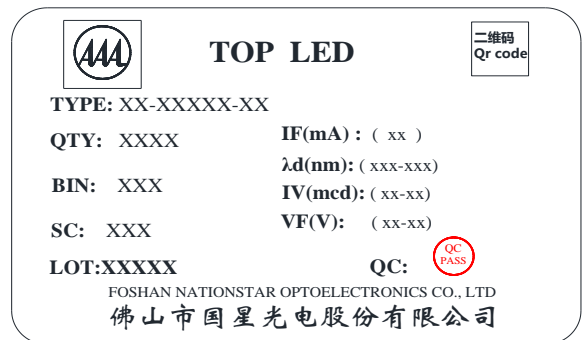 AAA
TOP LED
二维码
Qr code
TYPE: XX-XXXXX-XX
QTY: XXXX
IF(mA) : ( xx )
λd(nm): ( xxx-xxx)
BIN: XXX
IV(mcd): ( xx-xx)
SC: XXX
VF(V): ( xx-xx)
LOT:XXXXX
QC:
QC
PASS
FOSHAN NATIONSTAR OPTOELECTRONICS CO., LTD
佛山市国星光电股份有限公司